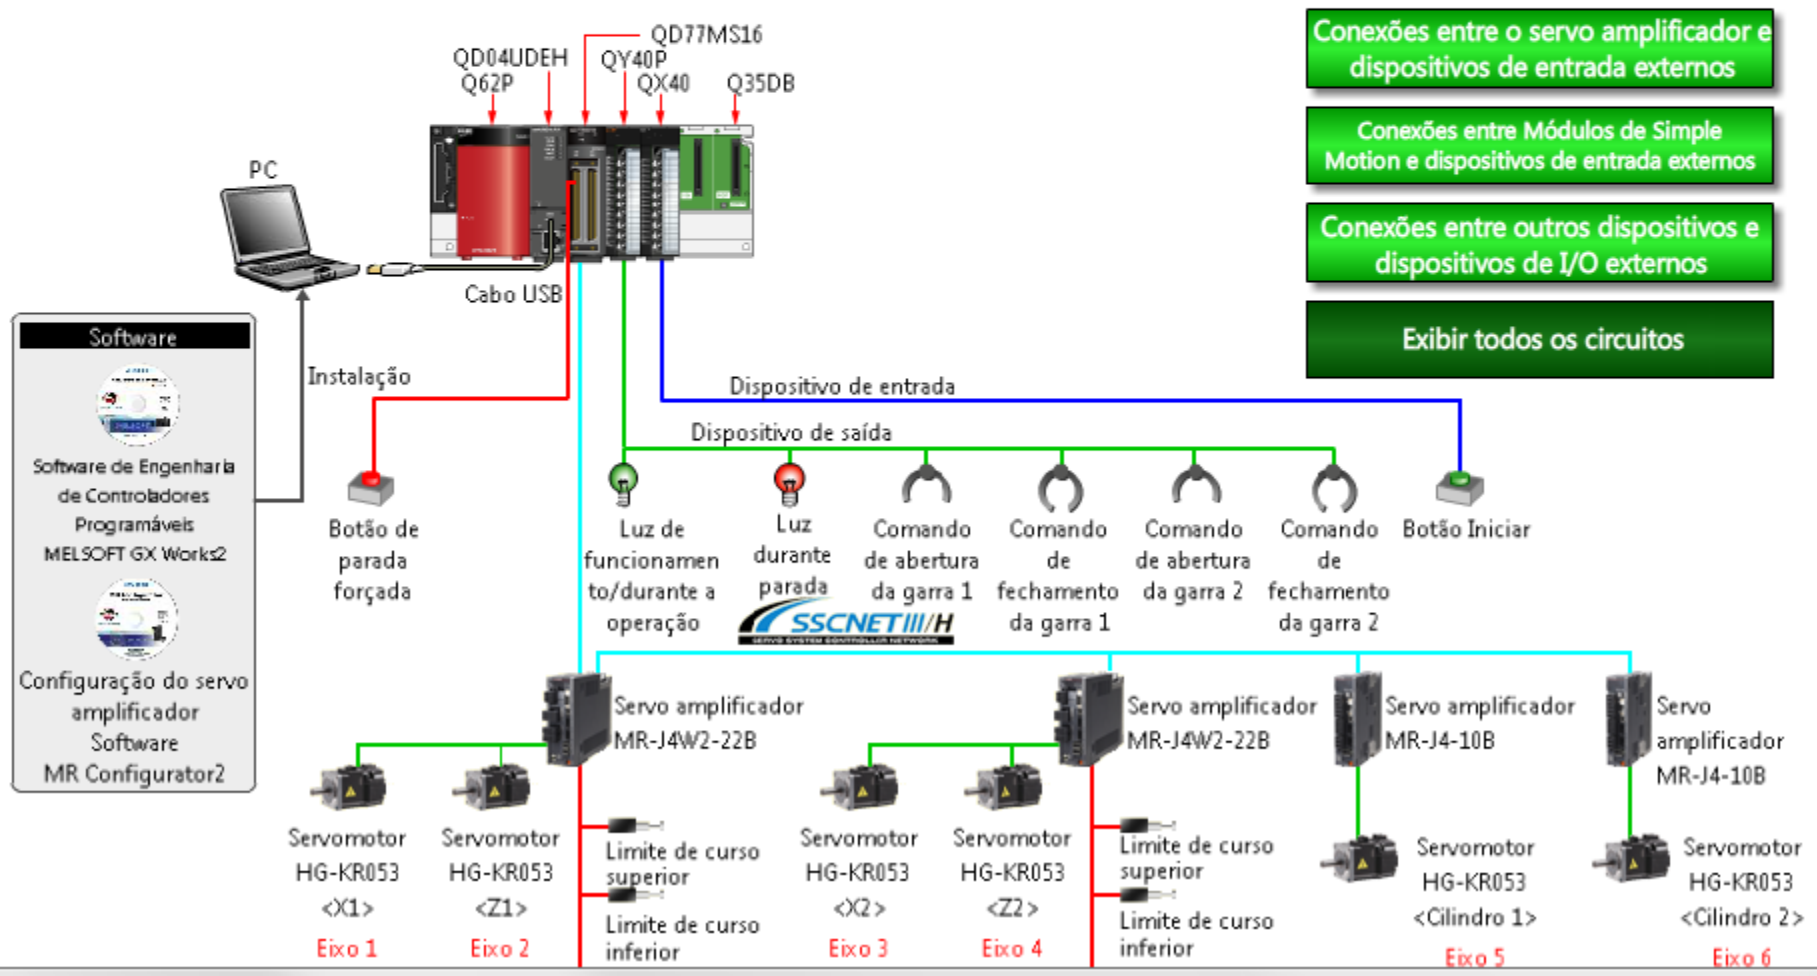 QD77MS16
QD04UDEH
QY40P
Q62P
QX40
Q35DB
Conexões entre o servo amplificador e
dispositivos de entrada externos
Conexões entre Módulos de Simple
Motion e dispositivos de entrada externos
Conexões entre outros dispositivos e
dispositivos de I/O externos
Exibir todos os circuitos
PC
Cabo USB
Software
Instalação
Software de Engenharia
de Controladores
Programáveis
MELSOFT GX Works2
Configuração do servo
amplificador
Software
MR Configurator2
Dispositivo de entrada
Dispositivo de saída
Botão de
parada
forçada
Luz de
funcionamen
to/durante a
operação
Luz
durante
parada
Comando
de abertura
da garra 1
Comando
de
fechamento
da garra 1
Comando
de abertura
da garra 2
Comando
de
fechamento
da garra 2
Botão Iniciar
SSCNETIII/H
SERVO SYSTEM CONTROLLER NETWORK
Servo amplificador
MR-J4W2-22B
Servo amplificador
MR-J4W2-22B
Servo amplificador
MR-J4-10B
Servo
amplificador
MR-J4-10B
Servomotor
HG-KR053
<X1>
Eixo 1
Servomotor
HG-KR053
<Z1>
Eixo 2
Limite de curso
superior
Limite de curso
inferior
Servomotor
HG-KR053
<X2>
Eixo 3
Servomotor
HG-KR053
<Z2>
Eixo 4
Limite de curso
superior
Limite de curso
inferior
Servomotor
HG-KR053
<Cilindro 1>
Eixo 5
Servomotor
HG-KR053
<Cilindro 2>
Eixo 6